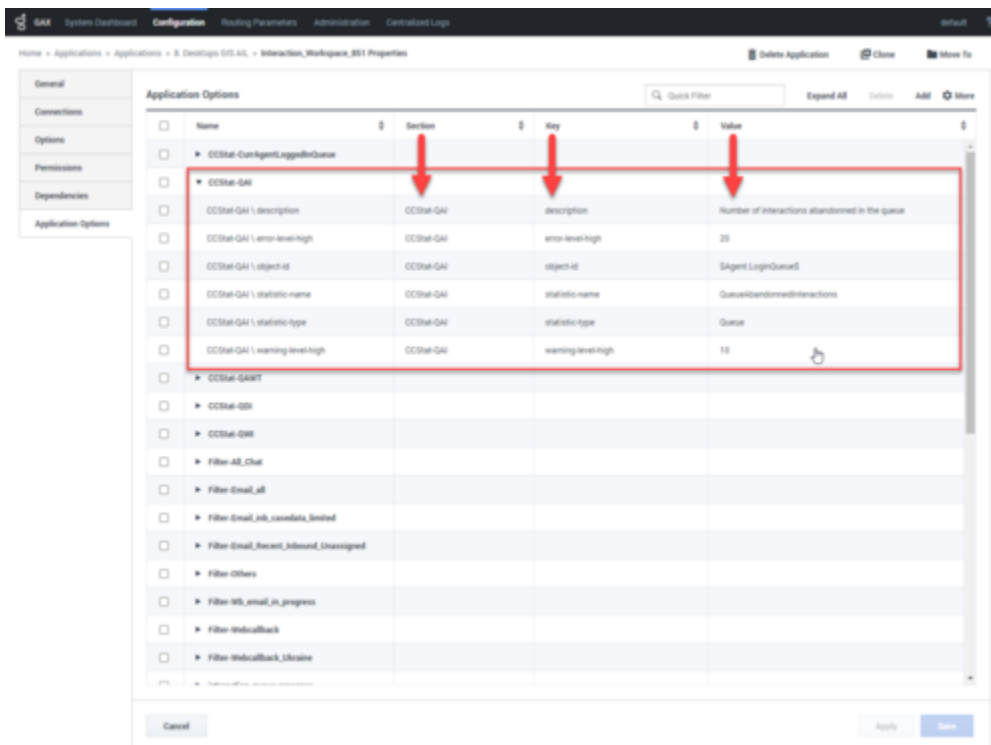 GAX System Dashboard Configuration Routing Parameters Administration Centralized Logs default ?
Home » Applications » Applications » 8. Desktops GIS AIL » Interaction_Workspace_851 Properties Delete Application Clone Move To
General
Connections
Options
Permissions
Dependencies
Application Options
Application Options Quick Filter Expand All Delete Add More
Name Section Key Value
CCStat-CurrAgentLoggedInQueue
CCStat-QAI
CCStat-QAI \ description CCStat-QAI description Number of interactions abandonned in the queue
CCStat-QAI \ error-level-high CCStat-QAI error-level-high 20
CCStat-QAI \ object-id CCStat-QAI object-id $Agent.LoginQueue$
CCStat-QAI \ statistic-name CCStat-QAI statistic-name QueueAbandonnedInteractions
CCStat-QAI \ statistic-type CCStat-QAI statistic-type Queue
CCStat-QAI \ warning-level-high CCStat-QAI warning-level-high 10
CCStat-QAWT
CCStat-QDI
CCStat-QWI
Filter-All_Chat
Filter-Email_all
Filter-Email_inb_casedata_limited
Filter-Email_Recent_Inbound_Unassigned
Filter-Others
Filter-Wb_email_in_progress
Filter-Webcallback
Filter-Webcallback_Ukraine
Cancel Apply Save